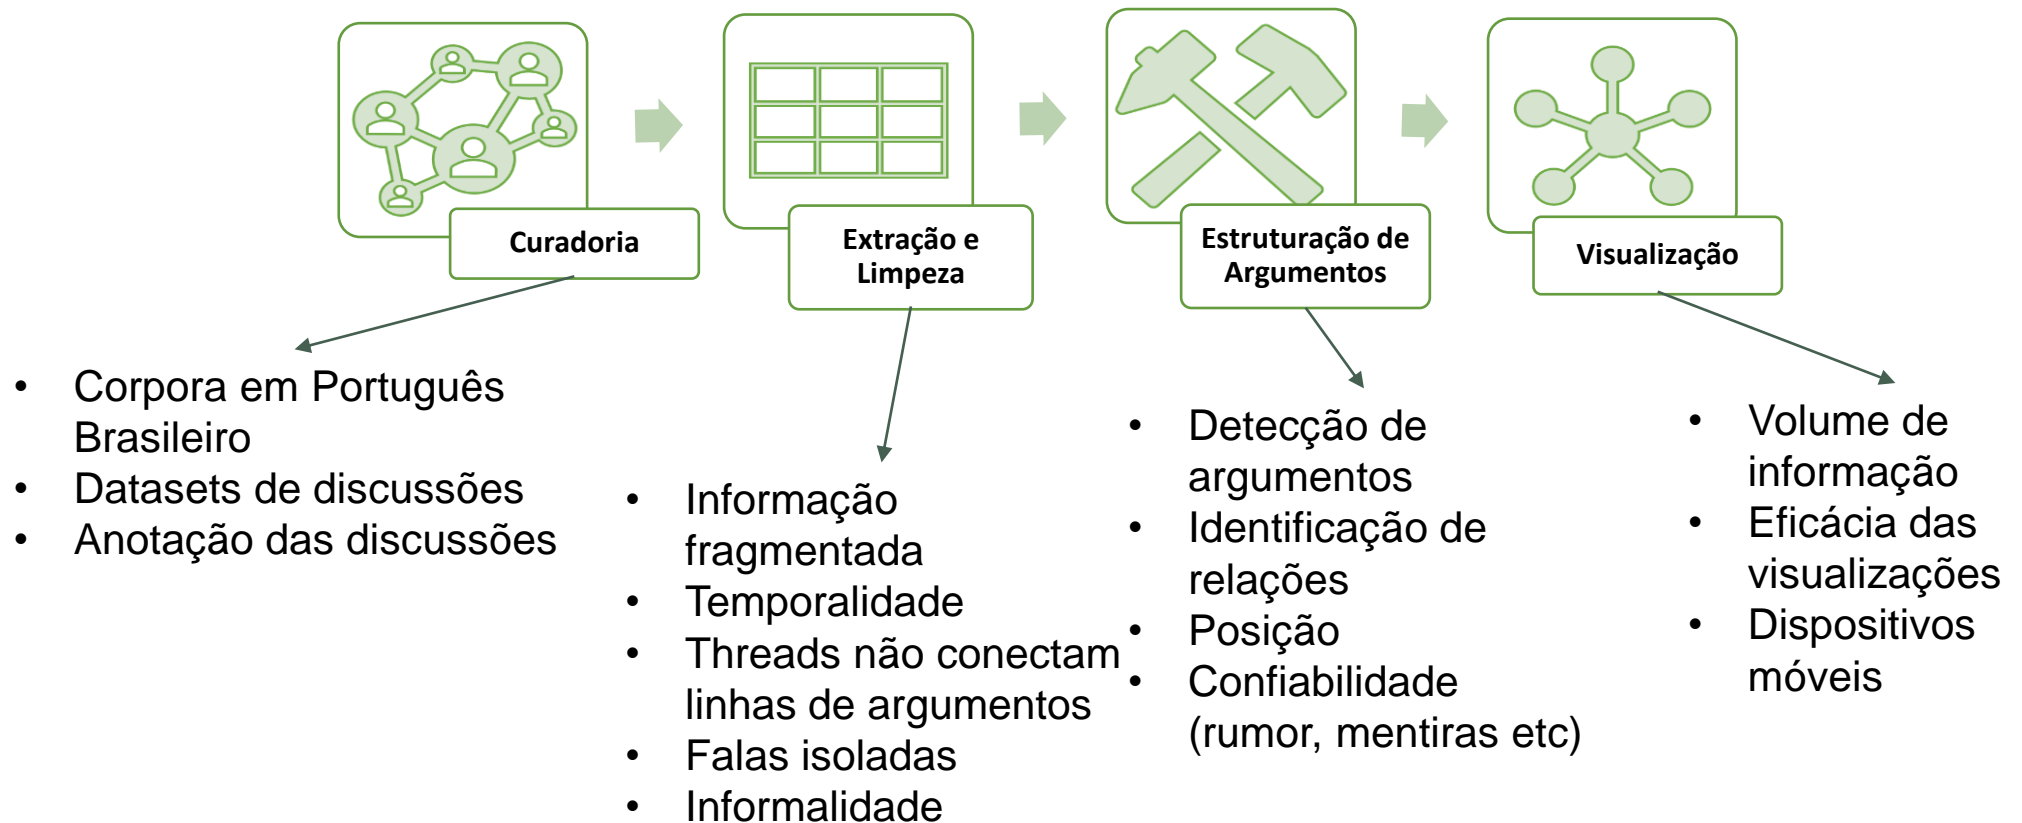 Curadoria
Extração e
Limpeza
Estruturação de
Argumentos
Visualização
• Corpora em Português
Brasileiro
• Datasets de discussões
• Anotação das discussões
• Informação
fragmentada
• Temporalidade
• Threads não conectam
linhas de argumentos
• Falas isoladas
• Informalidade
• Detecção de
argumentos
• Identificação de
relações
• Posição
• Confiabilidade
(rumor, mentiras etc)
• Volume de
informação
• Eficácia das
visualizações
• Dispositivos
móveis